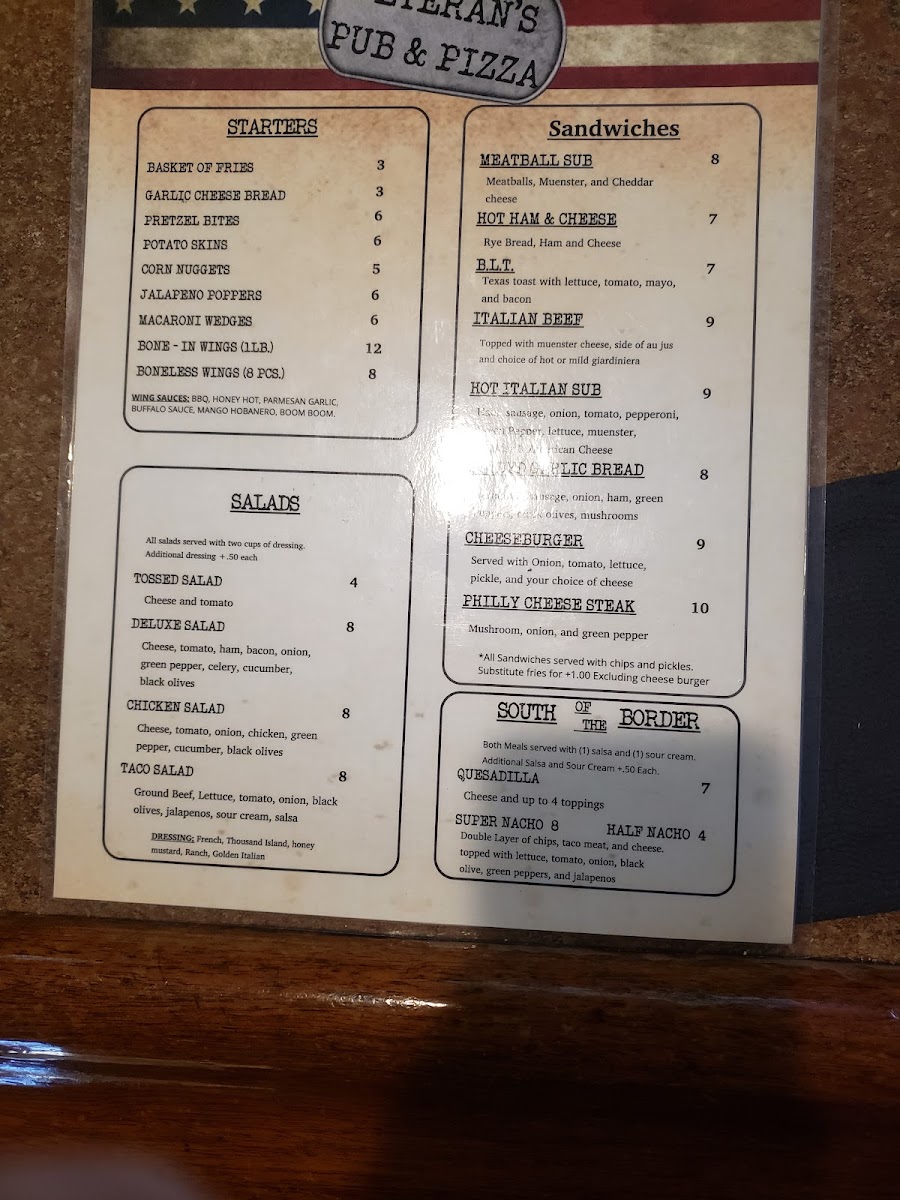 PUB & PIZZA
STARTERS
BASKET OF FRIES 3
GARLIC CHEESE BREAD 3
PRETZEL BITES 6
POTATO SKINS 6
CORN NUGGETS 5
JALAPENO POPPERS 6
MACARONI WEDGES 6
BONE - IN WINGS (1LB.) 12
BONELESS WINGS (8 PCS.) 8
WING SAUCES: BBQ, HONEY HOT, PARMESAN GARLIC,
BUFFALO SAUCE, MANGO HOBANERO, BOOM BOOM.
SALADS
All salads served with two cups of dressing.
Additional dressing + .50 each
TOSSED SALAD 4
Cheese and tomato
DELUXE SALAD 8
Cheese, tomato, ham, bacon, onion,
green pepper, celery, cucumber,
black olives
CHICKEN SALAD 8
Cheese, tomato, onion, chicken, green
pepper, cucumber, black olives
TACO SALAD 8
Ground Beef, Lettuce, tomato, onion, black
olives, jalapenos, sour cream, salsa
DRESSING: French, Thousand Island, honey
mustard, Ranch, Golden Italian
Sandwiches
MEATBALL SUB 8
Meatballs, Muenster, and Cheddar
cheese
HOT HAM & CHEESE 7
Rye Bread, Ham and Cheese
B.L.T. 7
Texas toast with lettuce, tomato, mayo,
and bacon
ITALIAN BEEF 9
Topped with muenster cheese, side of au jus
and choice of hot or mild giardiniera
HOT ITALIAN SUB 9
sausage, onion, tomato, pepperoni,
Pepper, lettuce, muenster,
Cheese
GARLIC BREAD 8
sausage, onion, ham, green
olives, mushrooms
CHEESEBURGER 9
Served with Onion, tomato, lettuce,
pickle, and your choice of cheese
PHILLY CHEESE STEAK 10
Mushroom, onion, and green pepper
*All Sandwiches served with chips and pickles.
Substitute fries for +1.00 Excluding cheese burger
SOUTH OF THE BORDER
Both Meals served with (1) salsa and (1) sour cream.
Additional Salsa and Sour Cream +.50 Each.
QUESADILLA 7
Cheese and up to 4 toppings
SUPER NACHO 8 HALF NACHO 4
Double Layer of chips, taco meat, and cheese.
topped with lettuce, tomato, onion, black
olive, green peppers, and jalapenos